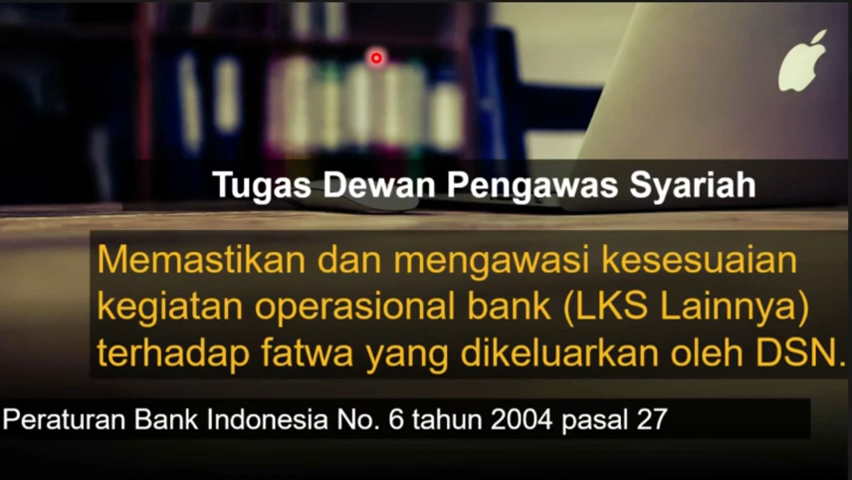 Tugas Dewan Pengawas Syariah
Memastikan dan mengawasi kesesuaian
kegiatan operasional bank (LKS Lainnya)
terhadap fatwa yang dikeluarkan oleh DSN.
Peraturan Bank Indonesia No. 6 tahun 2004 pasal 27